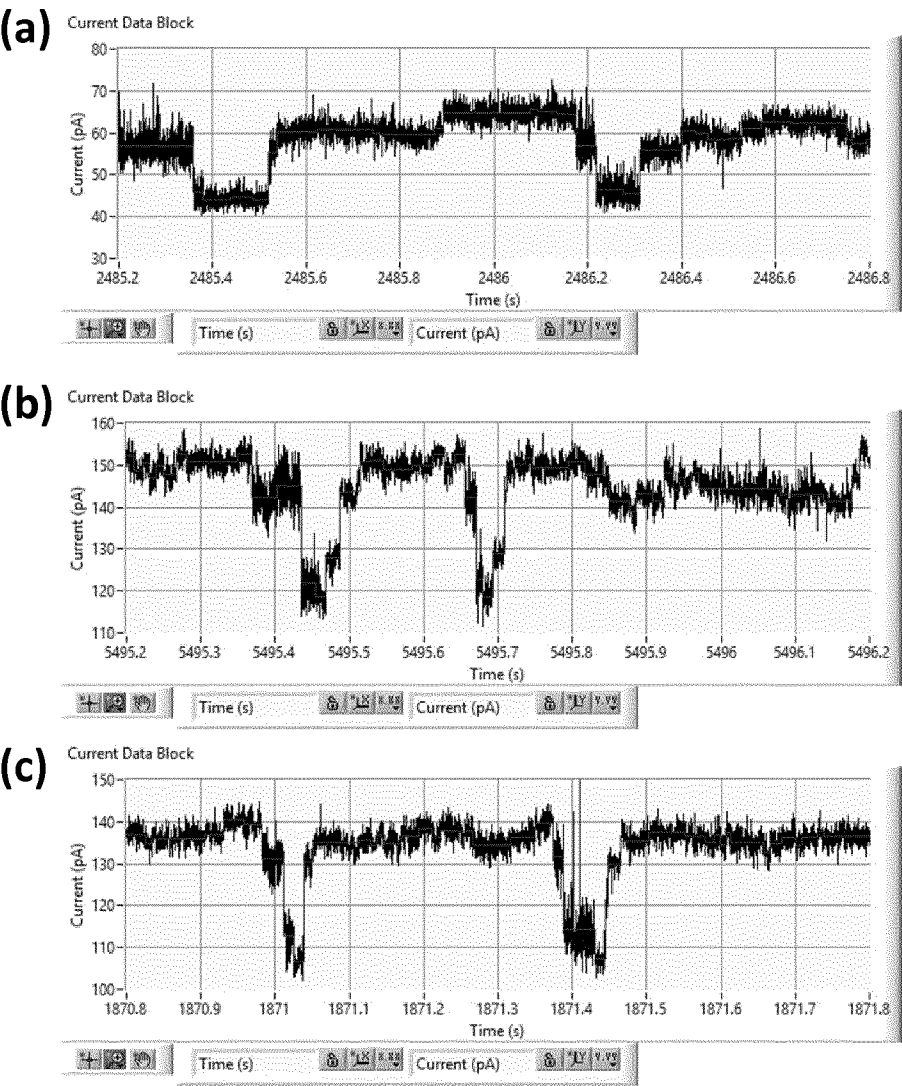 (a) Current Data Block
80
70
60
50
40
30
Current (pA)
2485.2 2485.4 2485.6 2485.8 2486 2486.2 2486.4 2486.6 2486.8
Time (s)
Time (s) Current (pA)
(b) Current Data Block
160
150
140
130
120
110
Current (pA)
5495.2 5495.3 5495.4 5495.5 5495.6 5495.7 5495.8 5495.9 5496 5496.1 5496.2
Time (s)
Time (s) Current (pA)
(c) Current Data Block
150
140
130
120
110
100
Current (pA)
1870.8 1870.9 1871 1871.1 1871.2 1871.3 1871.4 1871.5 1871.6 1871.7 1871.8
Time (s)
Time (s) Current (pA)